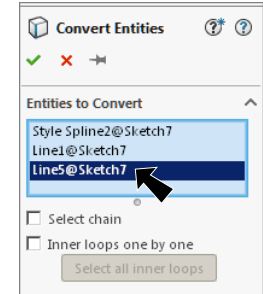 Convert Entities
Entities to Convert
Style Spline2@Sketch7
Line1@Sketch7
Line5@Sketch7
Select chain
Inner loops one by one
Select all inner loops